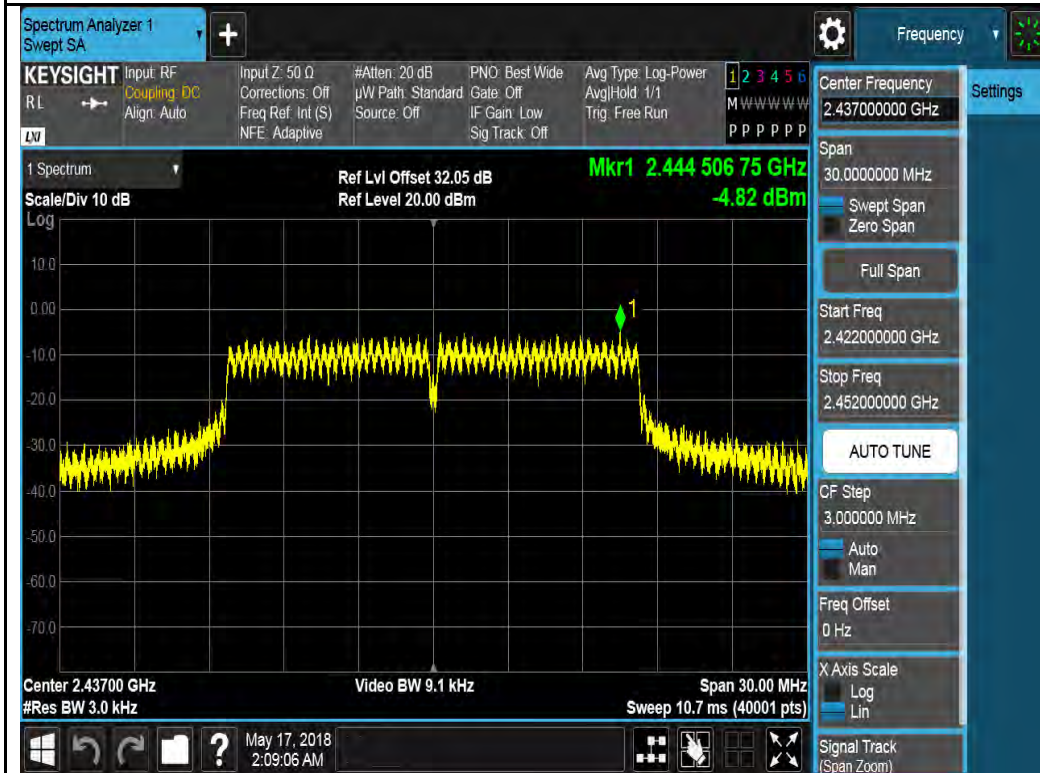 Spectrum Analyzer 1
Swept SA
+
Frequency
KEYSIGHT
RL
LXI
Input: RF
Coupling: DC
Align: Auto
Input Z: 50 Ω
Corrections: Off
Freq Ref: Int (S)
NFE: Adaptive
#Atten: 20 dB
µW Path: Standard
Source: Off
PNO: Best Wide
Gate: Off
IF Gain: Low
Sig Track: Off
Avg Type: Log-Power
Avg|Hold: 1/1
Trig: Free Run
1 2 3 4 5 6
M W W W W W
P P P P P P
1 Spectrum
Scale/Div 10 dB
Ref Lvl Offset 32.05 dB
Ref Level 20.00 dBm
Mkr1 2.444 506 75 GHz
-4.82 dBm
Log
10.0
0.00
-10.0
-20.0
-30.0
-40.0
-50.0
-60.0
-70.0
1
Center 2.43700 GHz
#Res BW 3.0 kHz
Video BW 9.1 kHz
Span 30.00 MHz
Sweep 10.7 ms (40001 pts)
?
May 17, 2018
2:09:06 AM
Center Frequency
2.437000000 GHz
Span
30.0000000 MHz
Swept Span
Zero Span
Full Span
Start Freq
2.422000000 GHz
Stop Freq
2.452000000 GHz
AUTO TUNE
CF Step
3.000000 MHz
Auto
Man
Freq Offset
0 Hz
X Axis Scale
Log
Lin
Signal Track
(Span Zoom)
Settings